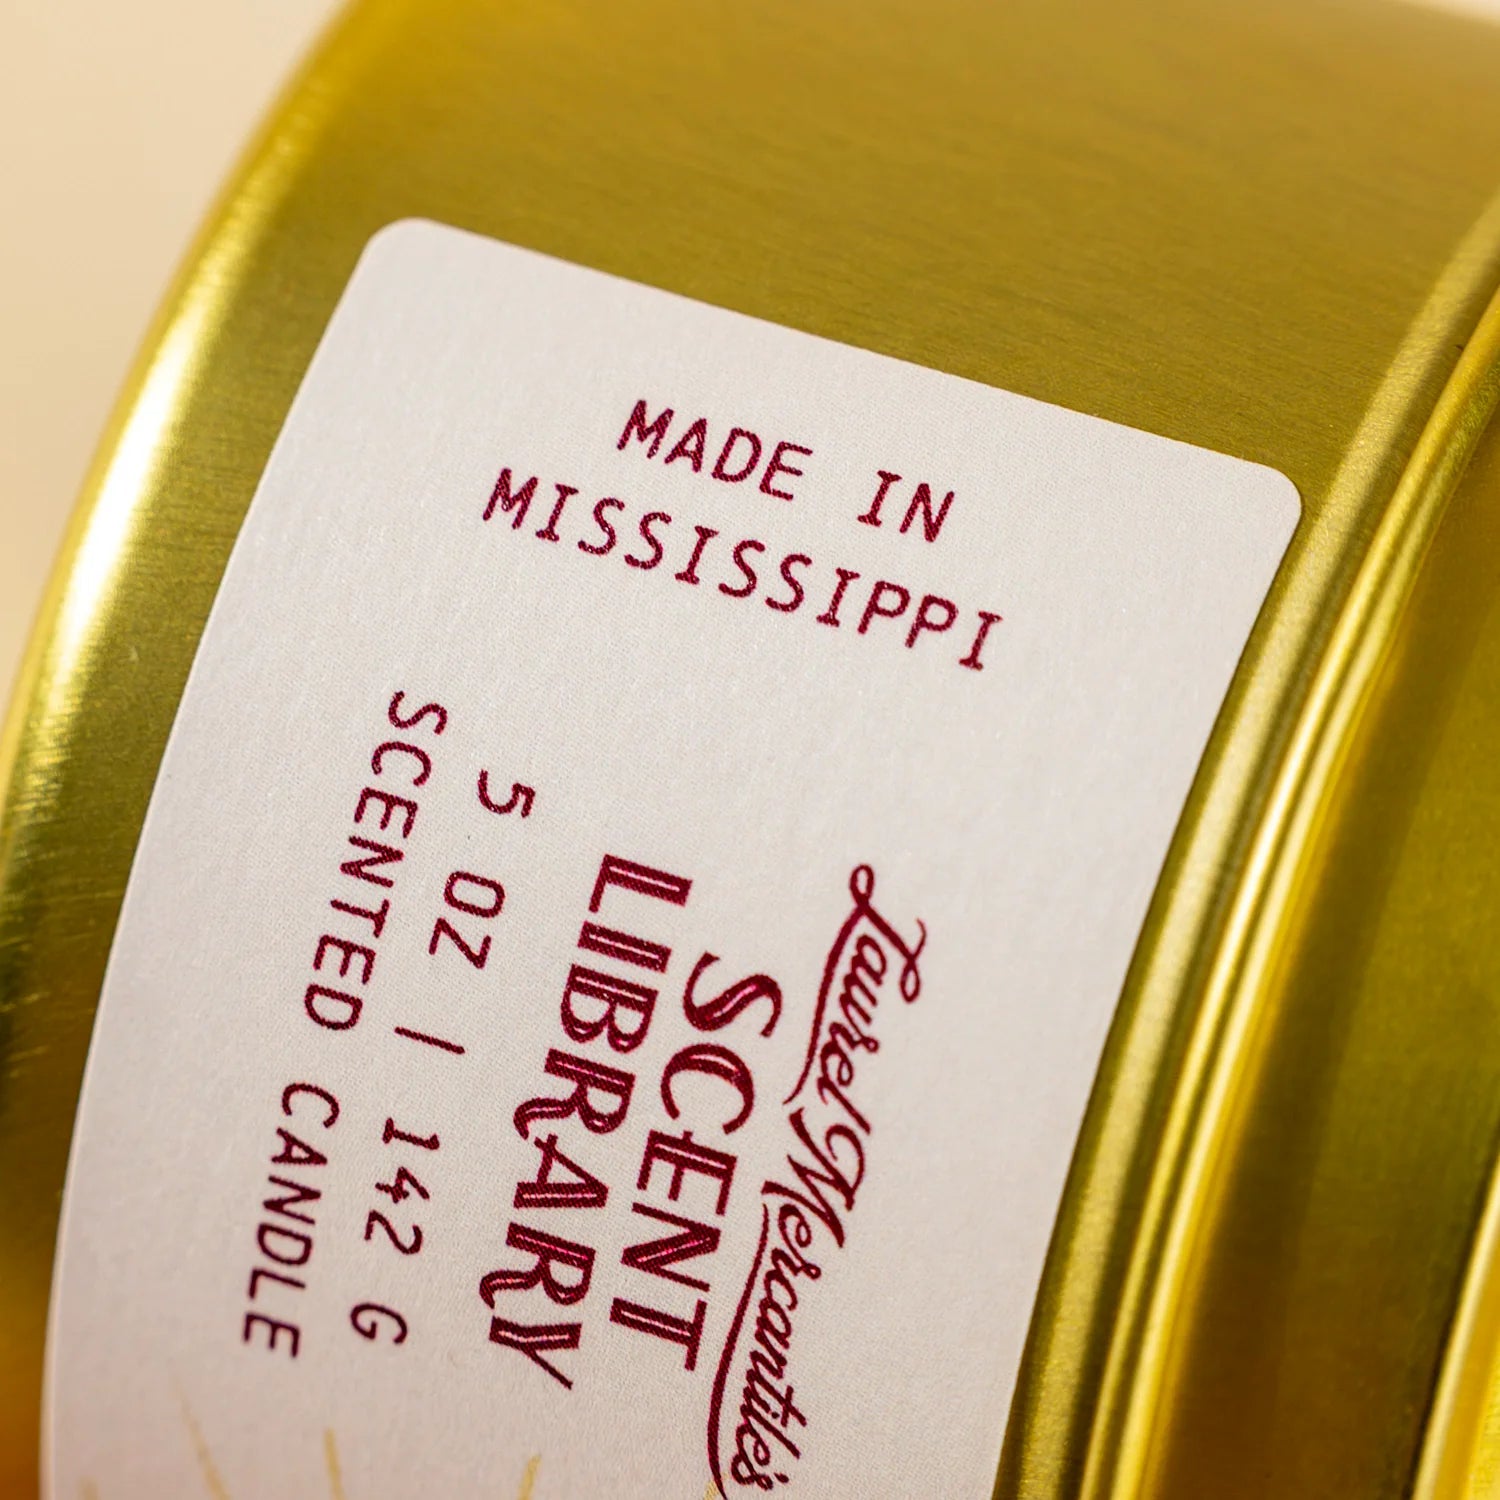 MADE IN
MISSISSIPPI
Laurel Mercantile's
SCENT
LIBRARY
5 OZ | 142 G
SCENTED CANDLE